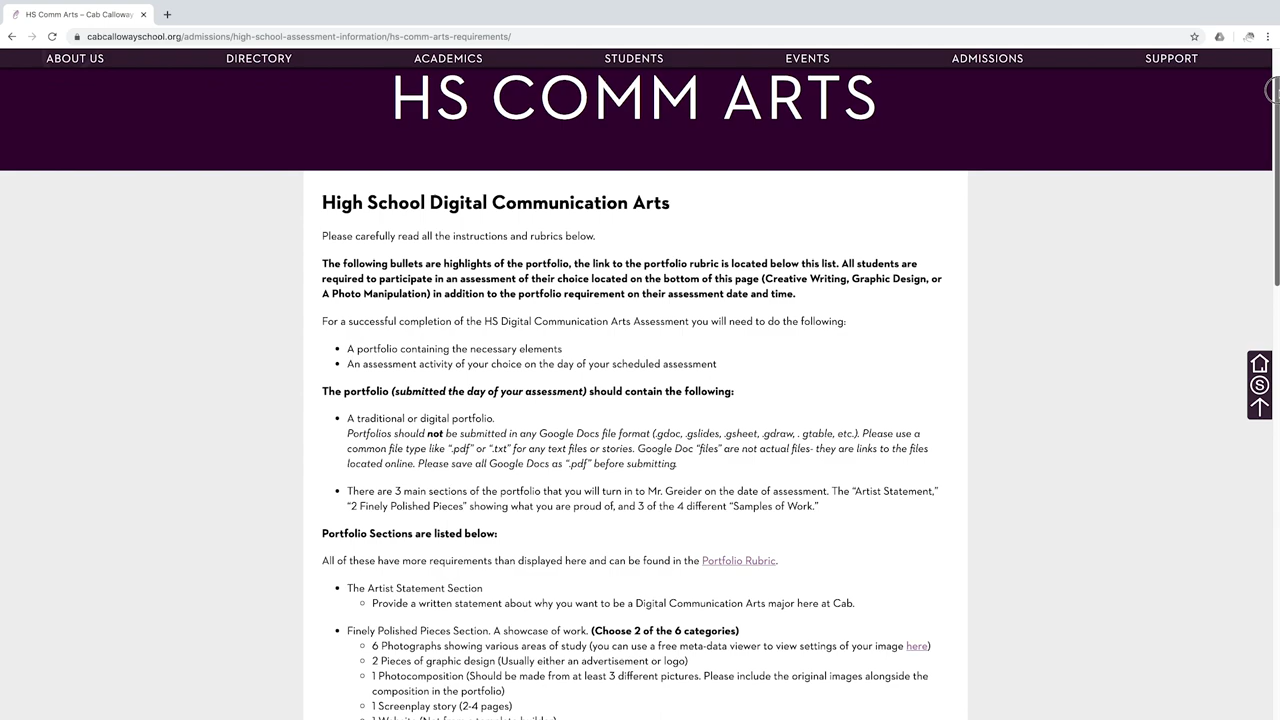 HS Comm Arts – Cab Calloway
cabcallowayschool.org/admissions/high-school-assessment-information/hs-comm-arts-requirements/
ABOUT US DIRECTORY ACADEMICS STUDENTS EVENTS ADMISSIONS SUPPORT
HS COMM ARTS
High School Digital Communication Arts
Please carefully read all the instructions and rubrics below.
The following bullets are highlights of the portfolio, the link to the portfolio rubric is located below this list. All students are
required to participate in an assessment of their choice located on the bottom of this page (Creative Writing, Graphic Design, or
A Photo Manipulation) in addition to the portfolio requirement on their assessment date and time.
For a successful completion of the HS Digital Communication Arts Assessment you will need to do the following:
• A portfolio containing the necessary elements
• An assessment activity of your choice on the day of your scheduled assessment
The portfolio (submitted the day of your assessment) should contain the following:
• A traditional or digital portfolio.
Portfolios should not be submitted in any Google Docs file format (.gdoc, .gslides, .gsheet, .gdraw, . gtable, etc.). Please use a
common file type like “.pdf” or “.txt” for any text files or stories. Google Doc “files” are not actual files- they are links to the files
located online. Please save all Google Docs as “.pdf” before submitting.
• There are 3 main sections of the portfolio that you will turn in to Mr. Greider on the date of assessment. The “Artist Statement,”
“2 Finely Polished Pieces” showing what you are proud of, and 3 of the 4 different “Samples of Work.”
Portfolio Sections are listed below:
All of these have more requirements than displayed here and can be found in the Portfolio Rubric.
• The Artist Statement Section
Provide a written statement about why you want to be a Digital Communication Arts major here at Cab.
• Finely Polished Pieces Section. A showcase of work. (Choose 2 of the 6 categories)
6 Photographs showing various areas of study (you can use a free meta-data viewer to view settings of your image here)
2 Pieces of graphic design (Usually either an advertisement or logo)
1 Photocomposition (Should be made from at least 3 different pictures. Please include the original images alongside the
composition in the portfolio)
1 Screenplay story (2-4 pages)
1 Website (Not from a template builder)